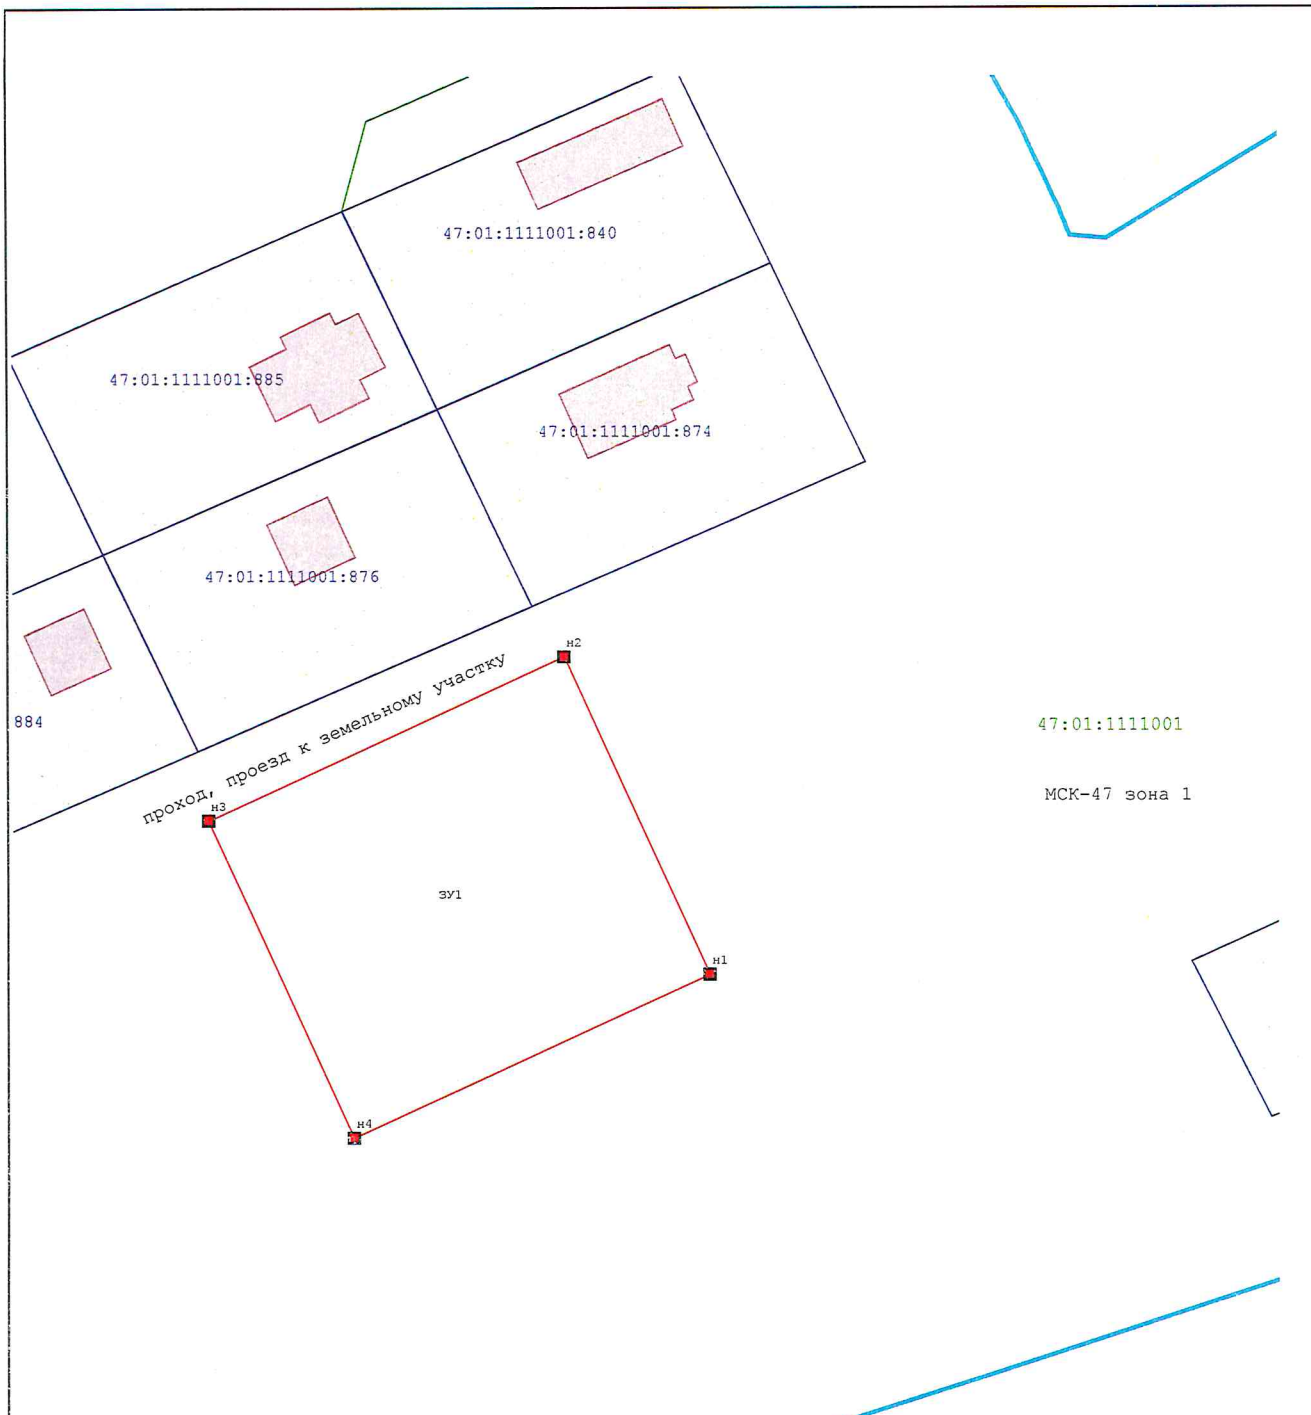 47:01:1111001:840
47:01:1111001:885
47:01:1111001:874
47:01:1111001:876
884
н2
проход, проезд к земельному участку
47:01:1111001
МСК-47 зона 1
н3
ЗУ1
н1
н4